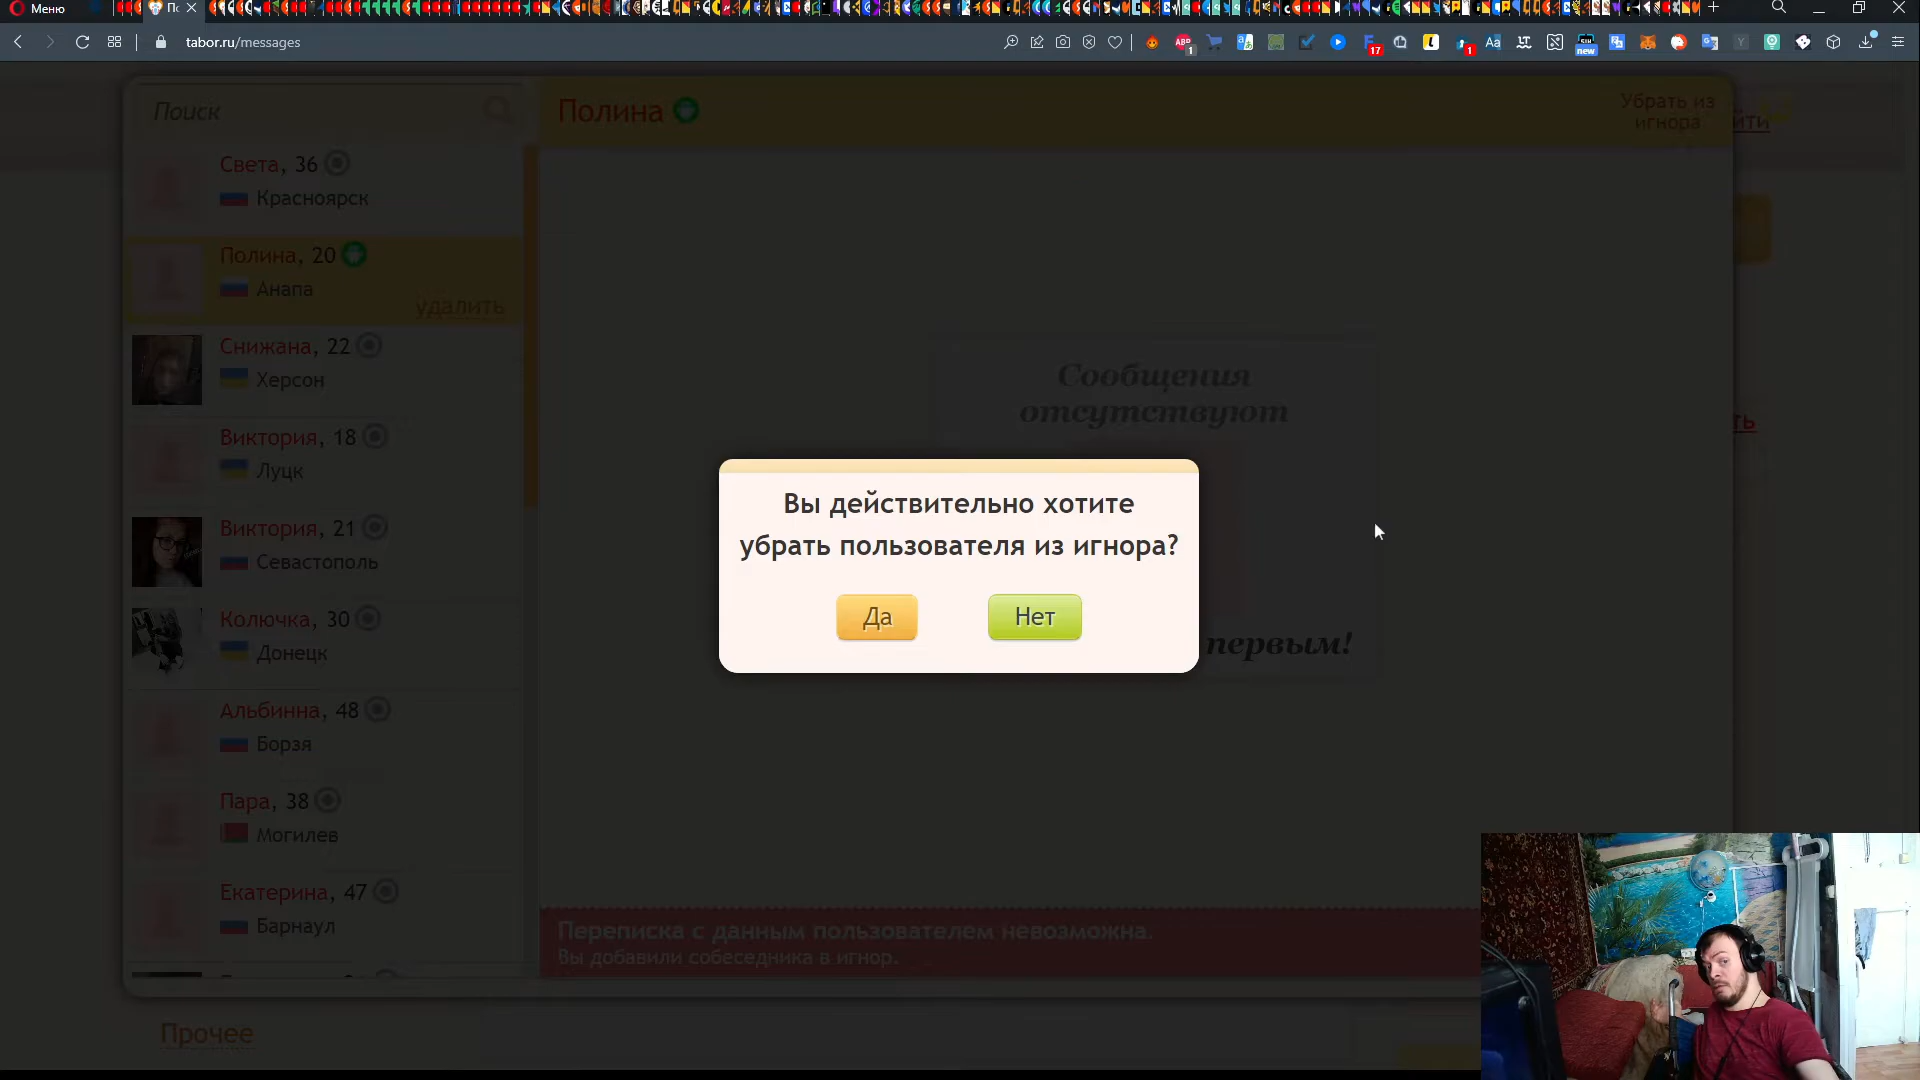 Меню
По
tabor.ru/messages
Поиск
Полина
Убрать из
игнора
йти
Света, 36
Красноярск
Полина, 20
Анапа
удалить
Снижана, 22
Херсон
Виктория, 18
Луцк
Виктория, 21
Севастополь
Колючка, 30
Донецк
Альбинна, 48
Борзя
Пара, 38
Могилев
Екатерина, 47
Барнаул
Сообщения
отсутствуют
ть
Вы действительно хотите
убрать пользователя из игнора?
Да
Нет
первым!
Переписка с данным пользователем невозможна.
Вы добавили собеседника в игнор.
Прочее